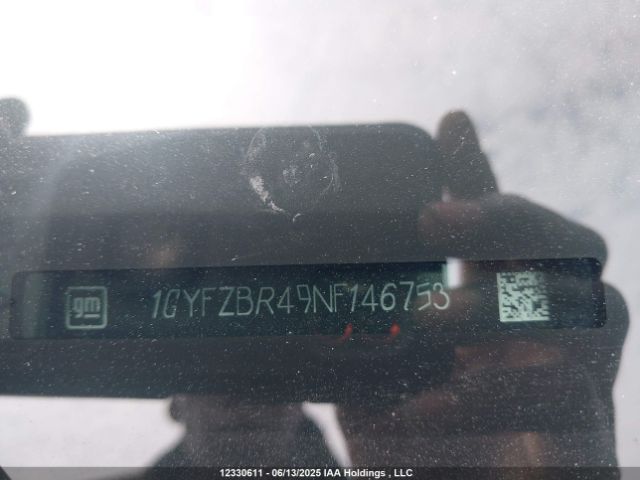 gm 1GYFZBR49NF146753
12330611 - 06/13/2025 IAA Holdings , LLC